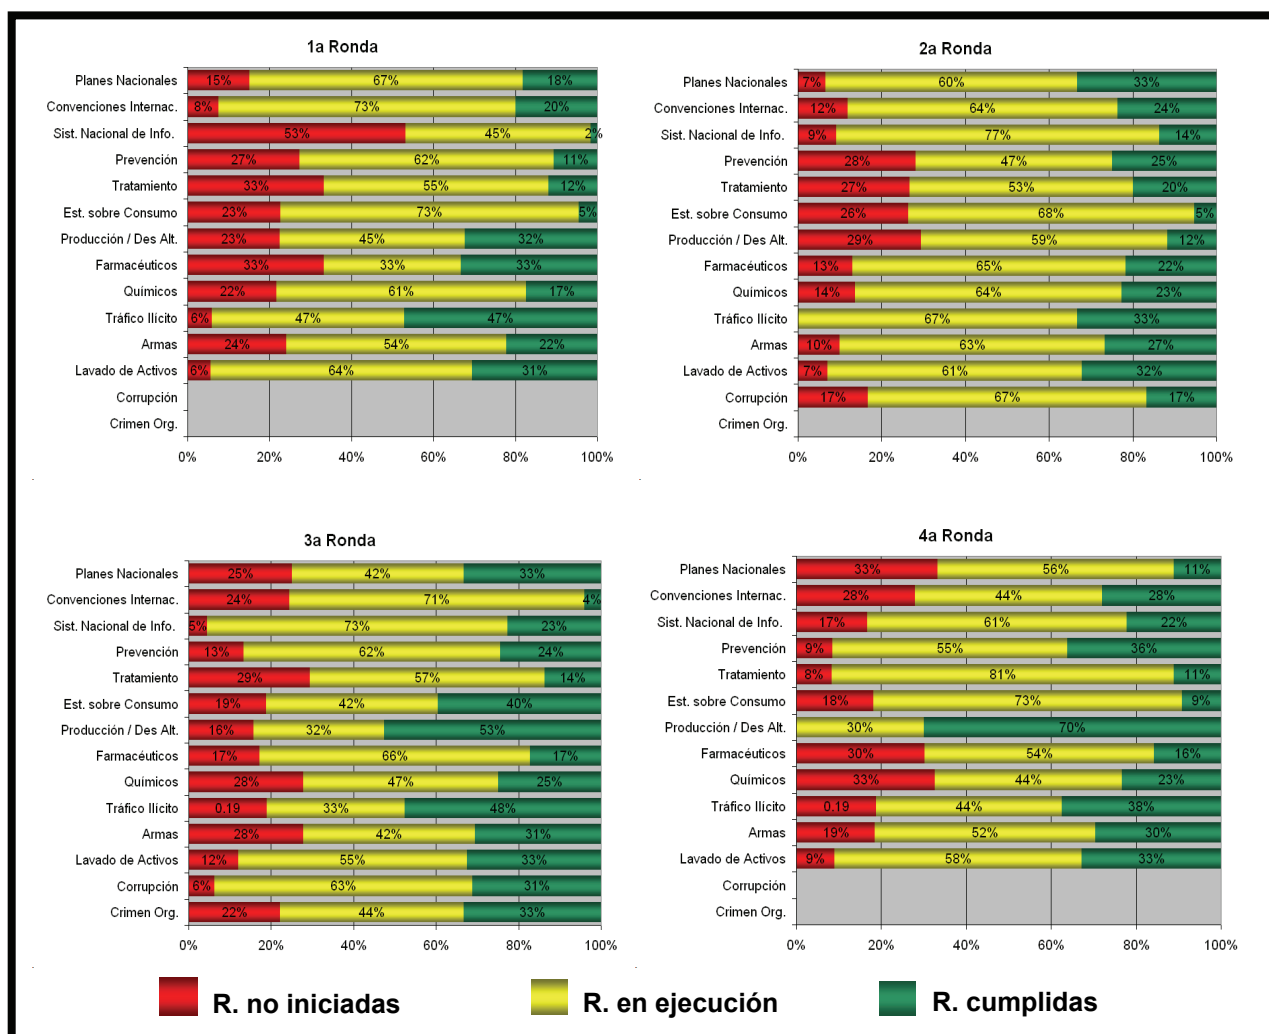 1a Ronda
Planes Nacionales 15% 67% 18%
Convenciones Internac. 8% 73% 20%
Sist. Nacional de Info. 53% 45% 2%
Prevención 27% 62% 11%
Tratamiento 33% 55% 12%
Est. sobre Consumo 23% 73% 5%
Producción / Des Alt. 23% 45% 32%
Farmacéuticos 33% 33% 33%
Químicos 22% 61% 17%
Tráfico Ilícito 6% 47% 47%
Armas 24% 54% 22%
Lavado de Activos 6% 64% 31%
Corrupción
Crimen Org.
0% 20% 40% 60% 80% 100%
2a Ronda
Planes Nacionales 7% 60% 33%
Convenciones Internac. 12% 64% 24%
Sist. Nacional de Info. 9% 77% 14%
Prevención 28% 47% 25%
Tratamiento 27% 53% 20%
Est. sobre Consumo 26% 68% 5%
Producción / Des Alt. 29% 59% 12%
Farmacéuticos 13% 65% 22%
Químicos 14% 64% 23%
Tráfico Ilícito 67% 33%
Armas 10% 63% 27%
Lavado de Activos 7% 61% 32%
Corrupción 17% 67% 17%
Crimen Org.
0% 20% 40% 60% 80% 100%
3a Ronda
Planes Nacionales 25% 42% 33%
Convenciones Internac. 24% 71% 4%
Sist. Nacional de Info. 5% 73% 23%
Prevención 13% 62% 24%
Tratamiento 29% 57% 14%
Est. sobre Consumo 19% 42% 40%
Producción / Des Alt. 16% 32% 53%
Farmacéuticos 17% 66% 17%
Químicos 28% 47% 25%
Tráfico Ilícito 0.19 33% 48%
Armas 28% 42% 31%
Lavado de Activos 12% 55% 33%
Corrupción 6% 63% 31%
Crimen Org. 22% 44% 33%
0% 20% 40% 60% 80% 100%
4a Ronda
Planes Nacionales 33% 56% 11%
Convenciones Internac. 28% 44% 28%
Sist. Nacional de Info. 17% 61% 22%
Prevención 9% 55% 36%
Tratamiento 8% 81% 11%
Est. sobre Consumo 18% 73% 9%
Producción / Des Alt. 30% 70%
Farmacéuticos 30% 54% 16%
Químicos 33% 44% 23%
Tráfico Ilícito 0.19 44% 38%
Armas 19% 52% 30%
Lavado de Activos 9% 58% 33%
Corrupción
Crimen Org.
0% 20% 40% 60% 80% 100%
R. no iniciadas R. en ejecución R. cumplidas